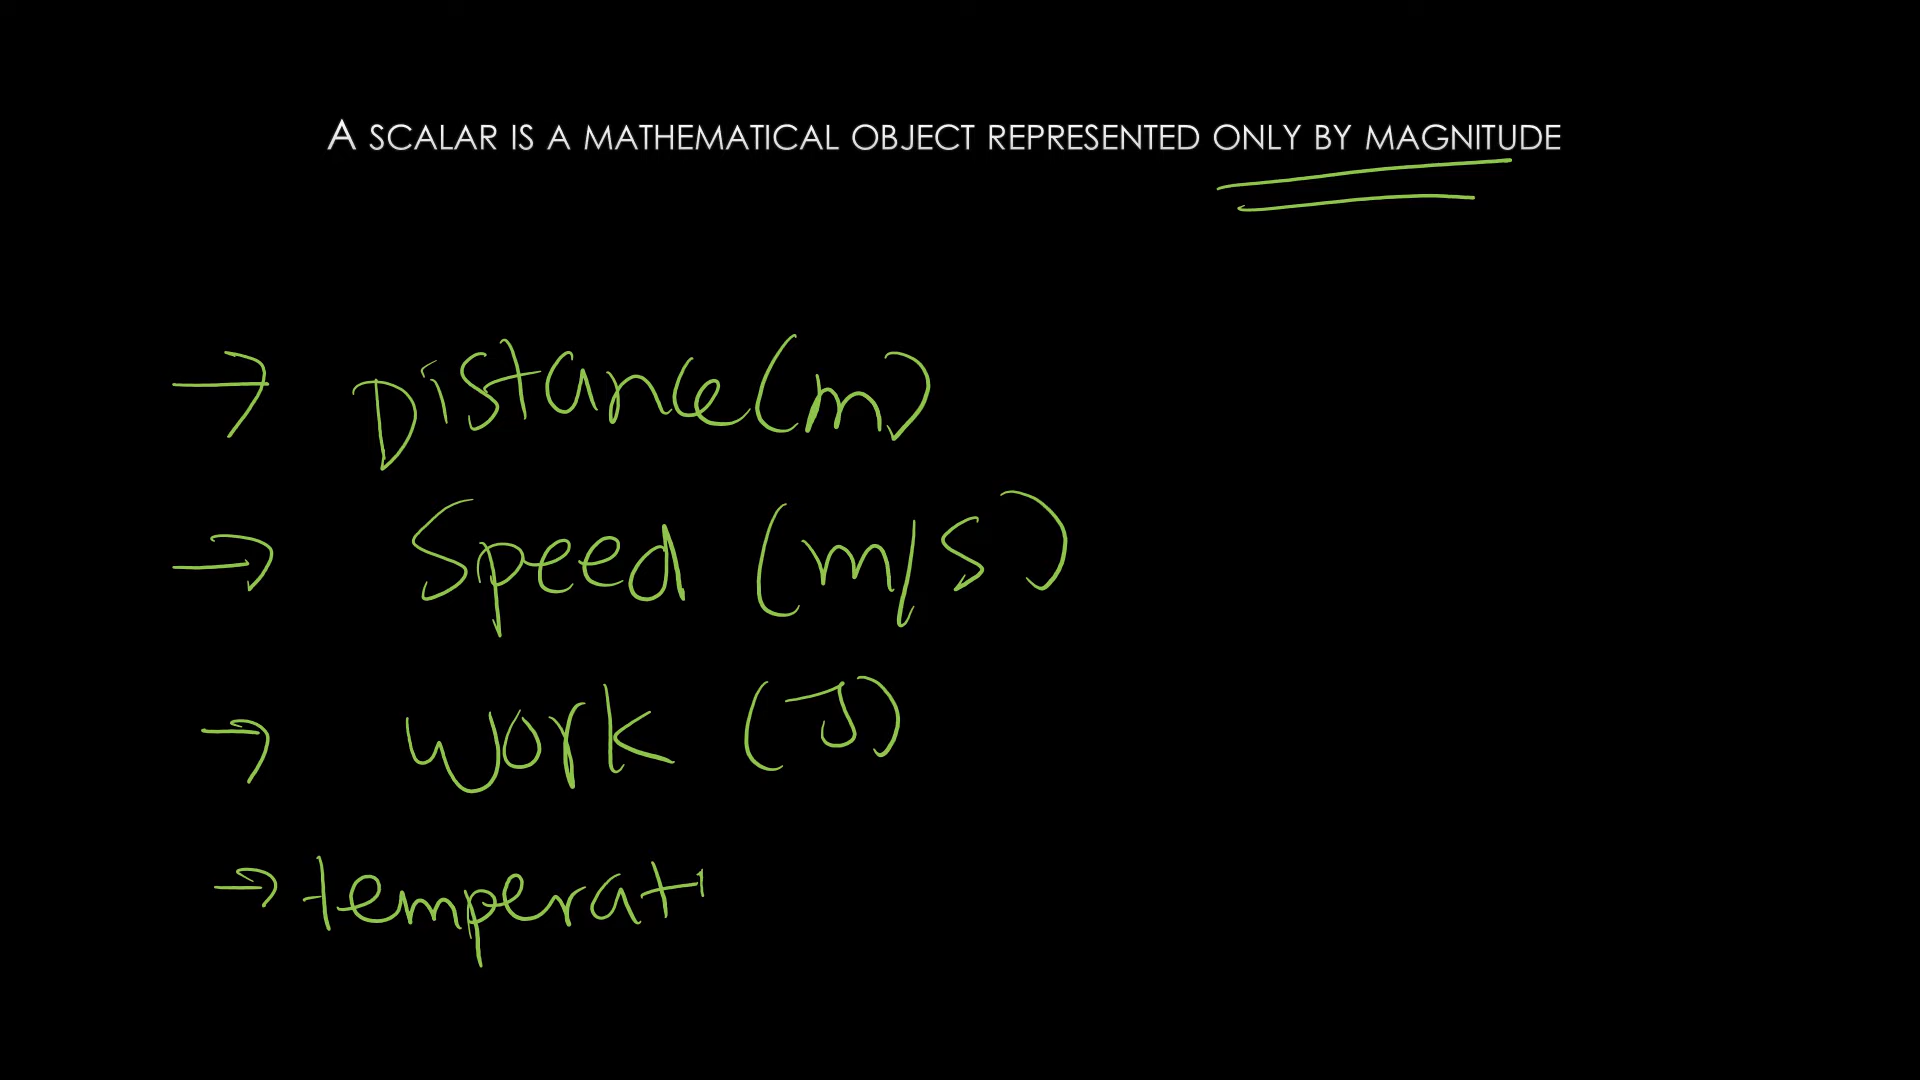 A SCALAR IS A MATHEMATICAL OBJECT REPRESENTED ONLY BY MAGNITUDE
→ Distance (m)
→ Speed (m/s)
→ Work (J)
→ temperat